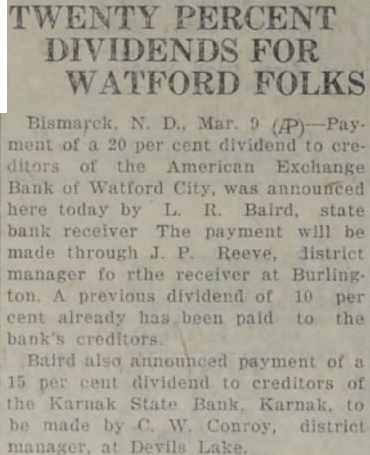 TWENTY PERCENT
DIVIDENDS FOR
WATFORD FOLKS
Bismarck, N. D., Mar. 9 (AP)—Pay-
ment of a 20 per cent dividend to cre-
ditors of the American Exchange
Bank of Watford City, was announced
here today by L. R. Baird, state
bank receiver The payment will be
made through J. P. Reeve, district
manager fo rthe receiver at Burling-
ton. A previous dividend of 10 per
cent already has been paid to the
bank's creditors.
Baird also announced payment of a
15 per cent dividend to creditors of
the Karnak State Bank, Karnak, to
be made by C. W. Conroy, district
manager, at Devils Lake.